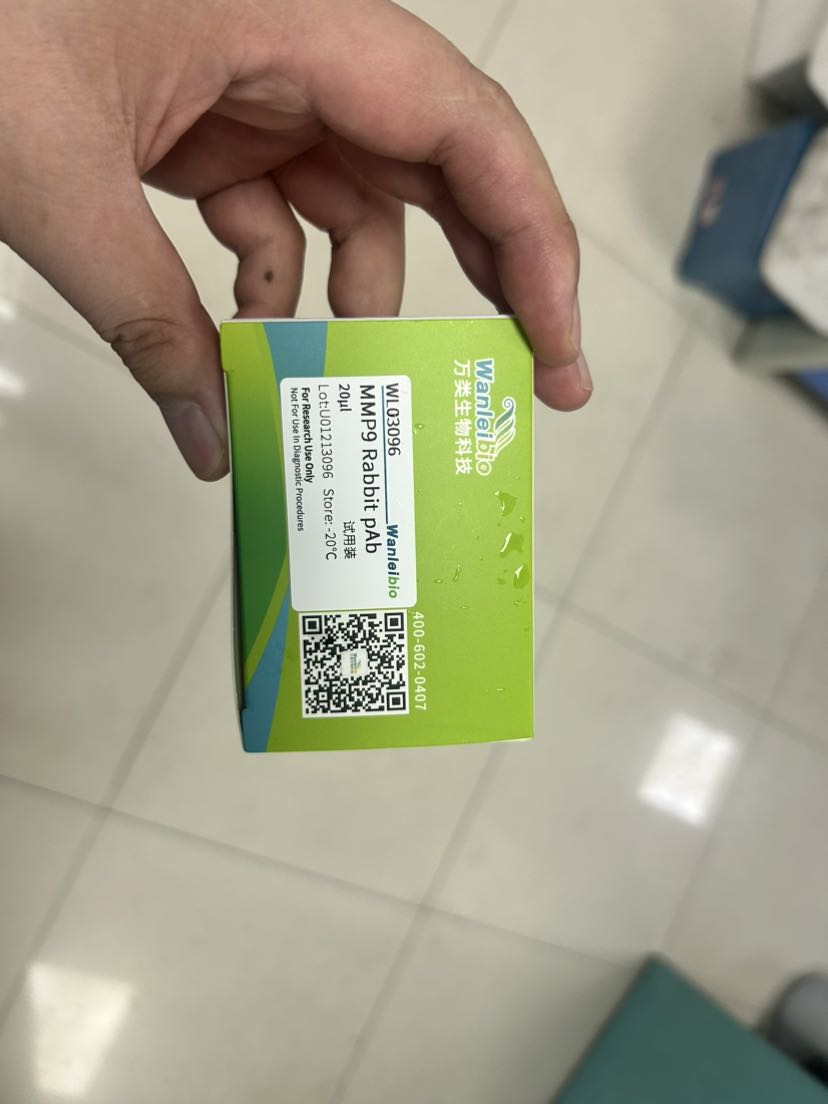 Wanleibio
万类生物科技
400-602-0407
WL03096 Wanleibio
MMP9 Rabbit pAb
20μl 试用装
Lot:U01213096 Store: -20℃
For Research Use Only
Not For Use In Diagnostic Procedures